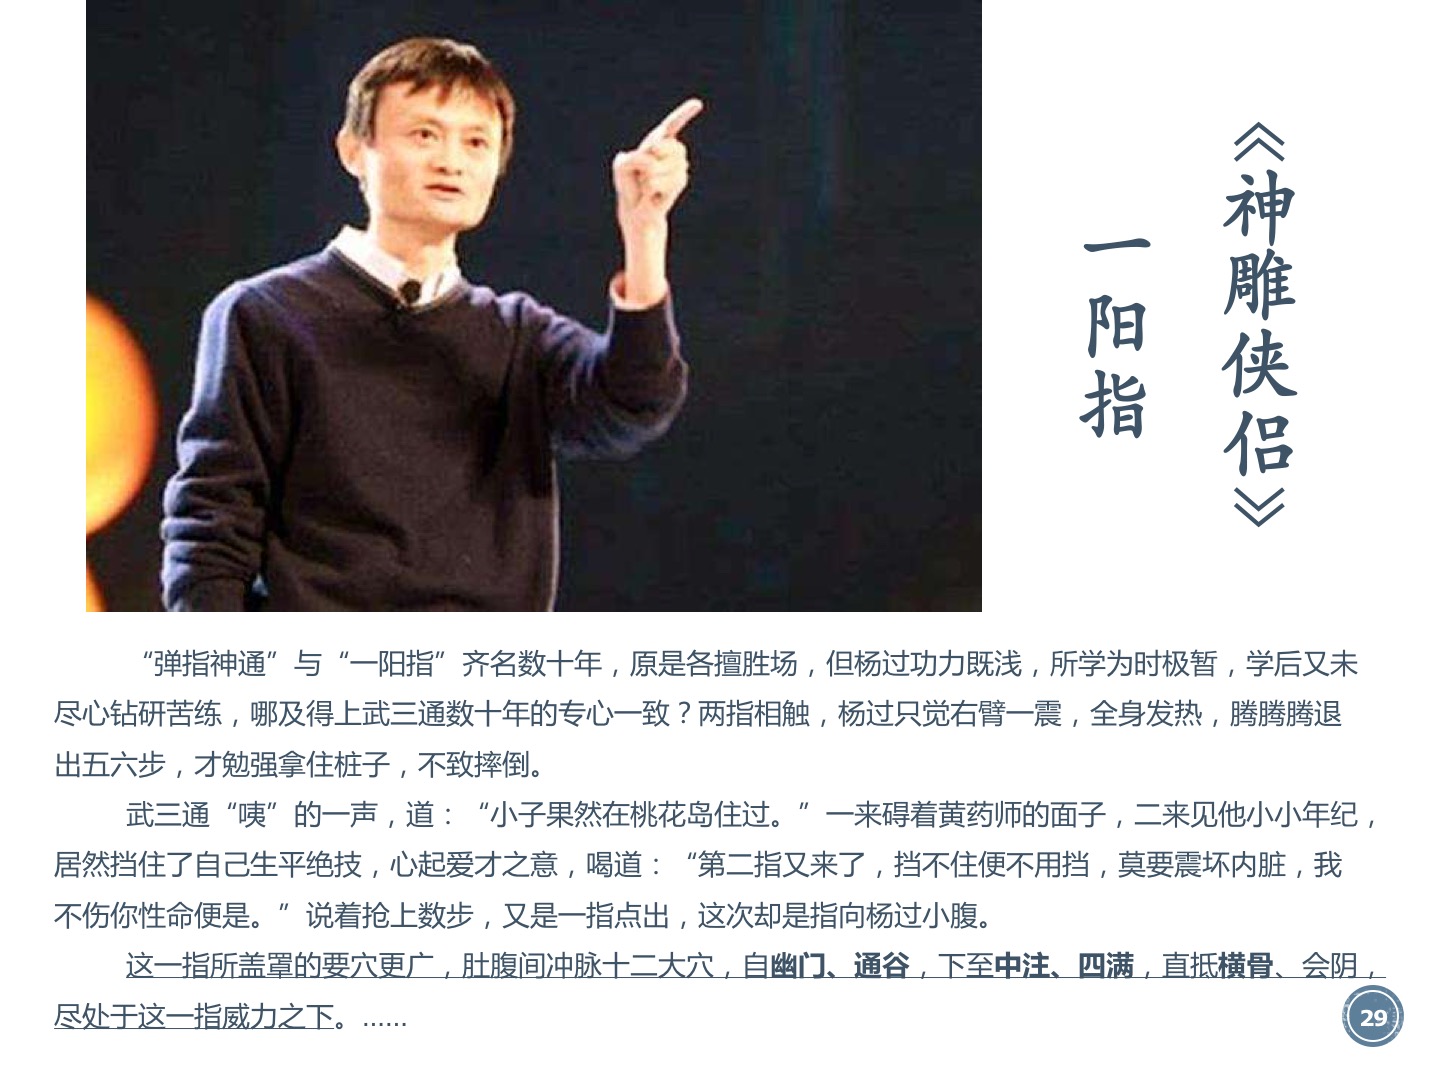 《神雕侠侣》
一阳指
“弹指神通”与“一阳指”齐名数十年，原是各擅胜场，但杨过功力既浅，所学为时极暂，学后又未
尽心钻研苦练，哪及得上武三通数十年的专心一致？两指相触，杨过只觉右臂一震，全身发热，腾腾腾退
出五六步，才勉强拿住桩子，不致摔倒。
武三通“咦”的一声，道：“小子果然在桃花岛住过。”一来碍着黄药师的面子，二来见他小小年纪，
居然挡住了自己生平绝技，心起爱才之意，喝道：“第二指又来了，挡不住便不用挡，莫要震坏内脏，我
不伤你性命便是。”说着抢上数步，又是一指点出，这次却是指向杨过小腹。
这一指所盖罩的要穴更广，肚腹间冲脉十二大穴，自幽门、通谷，下至中注、四满，直抵横骨、会阴，
尽处于这一指威力之下。……
29